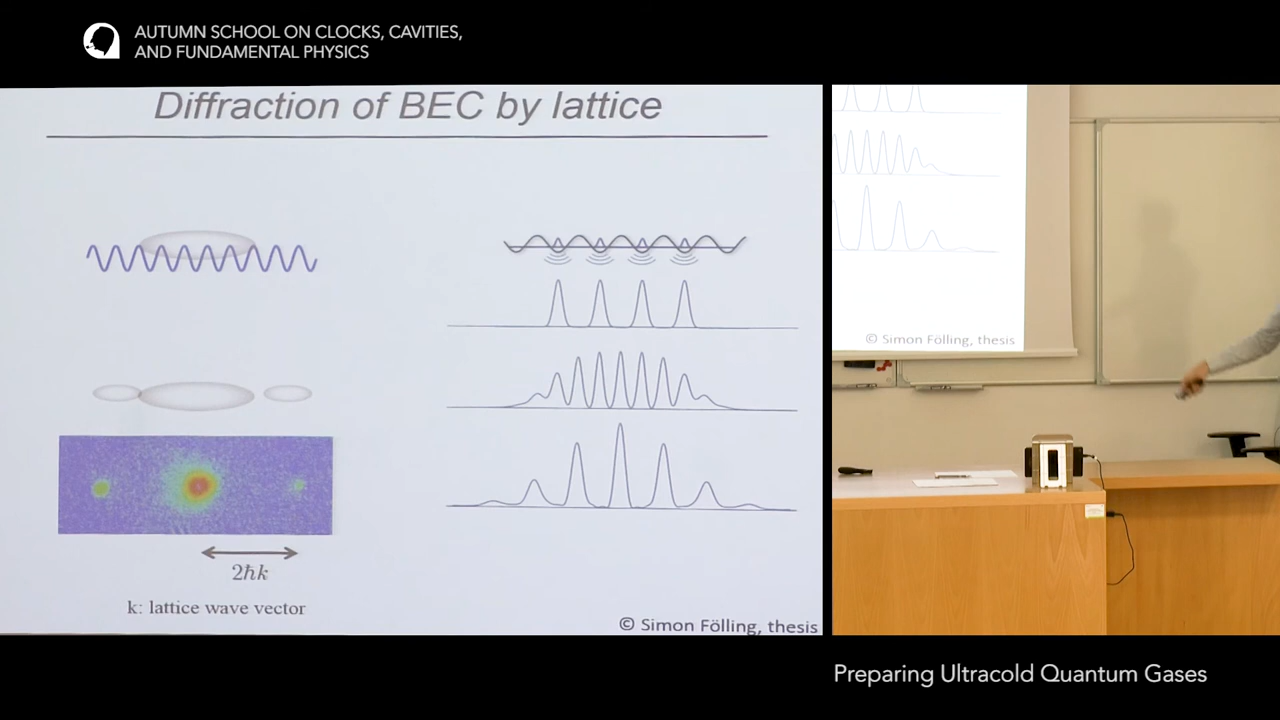 AUTUMN SCHOOL ON CLOCKS, CAVITIES,
AND FUNDAMENTAL PHYSICS
Diffraction of BEC by lattice
2ħk
k: lattice wave vector
© Simon Fölling, thesis
© Simon Fölling, thesis
Preparing Ultracold Quantum Gases